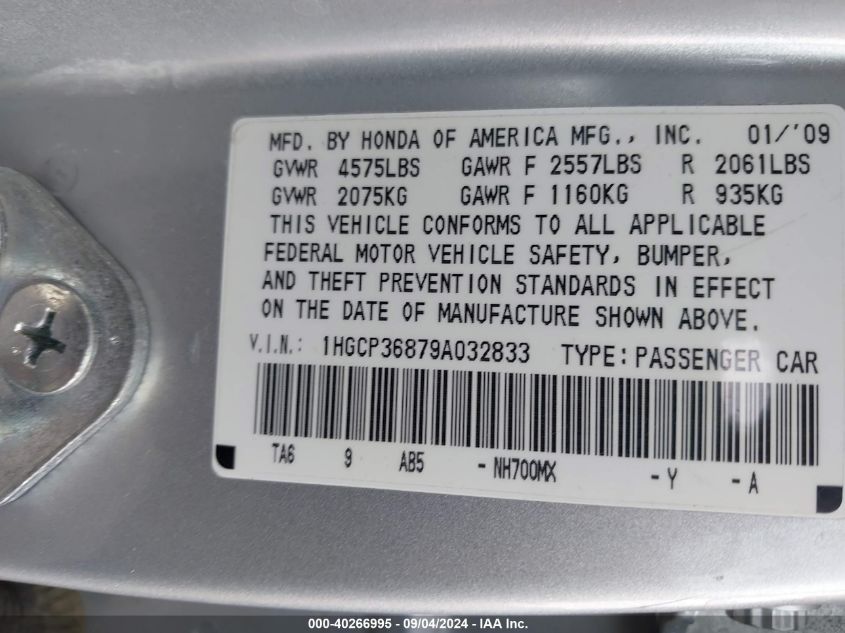 MFD. BY HONDA OF AMERICA MFG., INC. 01/'09
GVWR 4575LBS GAWR F 2557LBS R 2061LBS
GVWR 2075KG GAWR F 1160KG R 935KG
THIS VEHICLE CONFORMS TO ALL APPLICABLE
FEDERAL MOTOR VEHICLE SAFETY, BUMPER,
AND THEFT PREVENTION STANDARDS IN EFFECT
ON THE DATE OF MANUFACTURE SHOWN ABOVE.
V.I.N.: 1HGCP36879A032833 TYPE:PASSENGER CAR
TA6 9 AB5 -NH700MX -Y -A
000-40266995 - 09/04/2024 - IAA Inc.